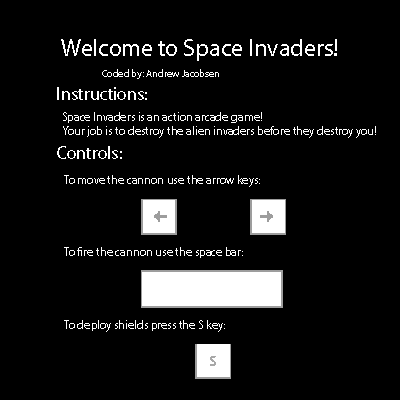 Welcome to Space Invaders!
Coded by: Andrew Jacobsen
Instructions:
Space Invaders is an action arcade game!
Your job is to destroy the alien invaders before they destroy you!
Controls:
To move the cannon use the arrow keys:
To fire the cannon use the space bar:
To deploy shields press the S key:
S